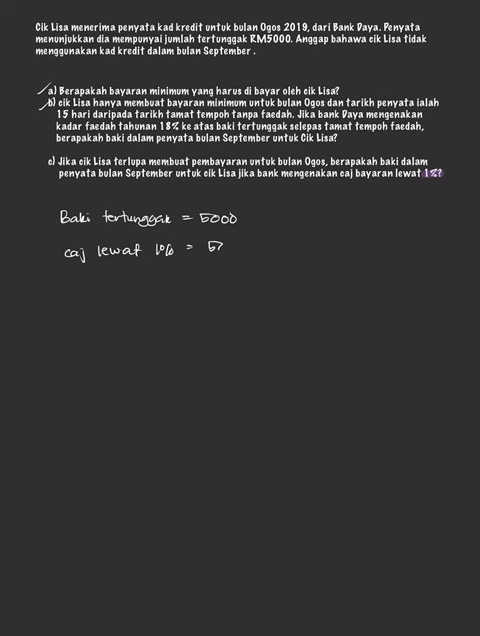 Cik Lisa menerima penyata kad kredit untuk bulan Ogos 2019, dari Bank Daya. Penyata
menunjukkan dia mempunyai jumlah tertunggak RM5000. Anggap bahawa cik Lisa tidak
menggunakan kad kredit dalam bulan September .
a) Berapakah bayaran minimum yang harus di bayar oleh cik Lisa?
b) cik Lisa hanya membuat bayaran minimum untuk bulan Ogos dan tarikh penyata ialah
15 hari daripada tarikh tamat tempoh tanpa faedah. Jika bank Daya mengenakan
kadar faedah tahunan 18% ke atas baki tertunggak selepas tamat tempoh faedah,
berapakah baki dalam penyata bulan September untuk Cik Lisa?
c) Jika cik Lisa terlupa membuat pembayaran untuk bulan Ogos, berapakah baki dalam
penyata bulan September untuk cik Lisa jika bank mengenakan caj bayaran lewat 1%?
Baki tertunggak = 5000
caj lewat 1% =